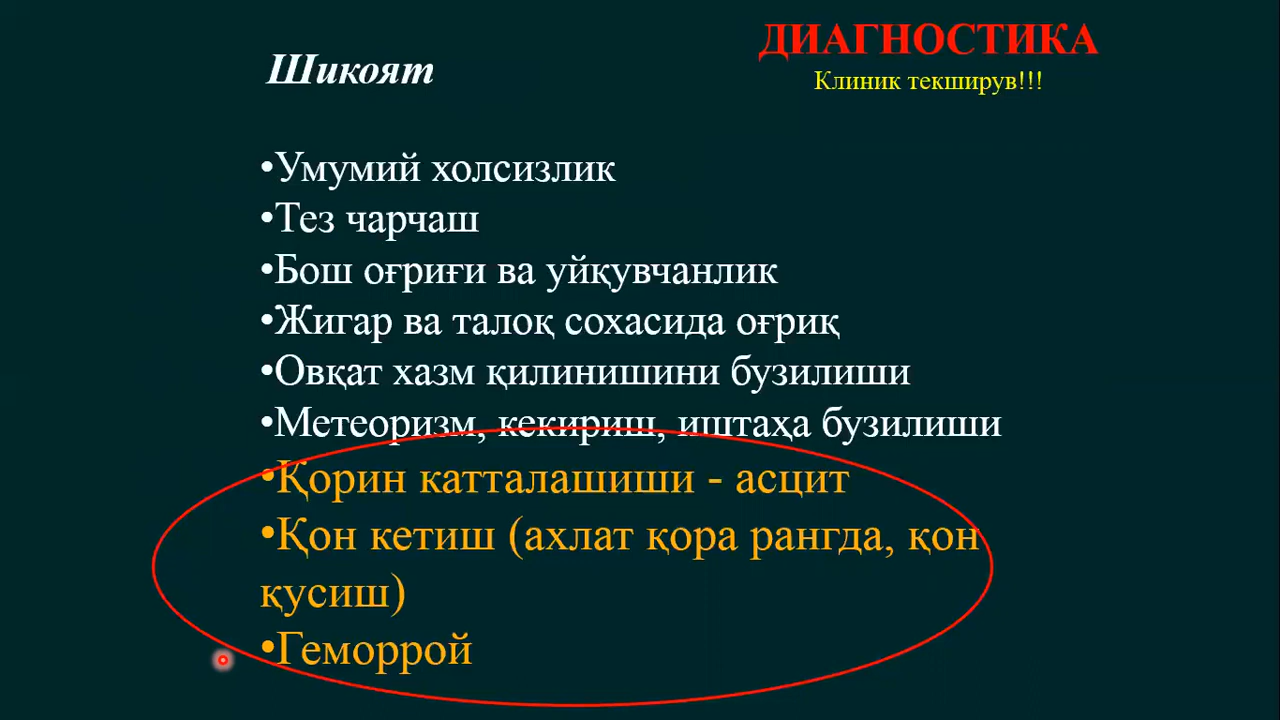 ДИАГНОСТИКА
Клиник текширув!!!
Шикоят
•Умумий холсизлик
•Тез чарчаш
•Бош оғриғи ва уйқувчанлик
•Жигар ва талоқ сохасида оғриқ
•Овқат хазм қилинишини бузилиши
•Метеоризм, кекириш, иштаҳа бузилиши
•Қорин катталашиши - асцит
•Қон кетиш (ахлат қора рангда, қон
қусиш)
•Геморрой